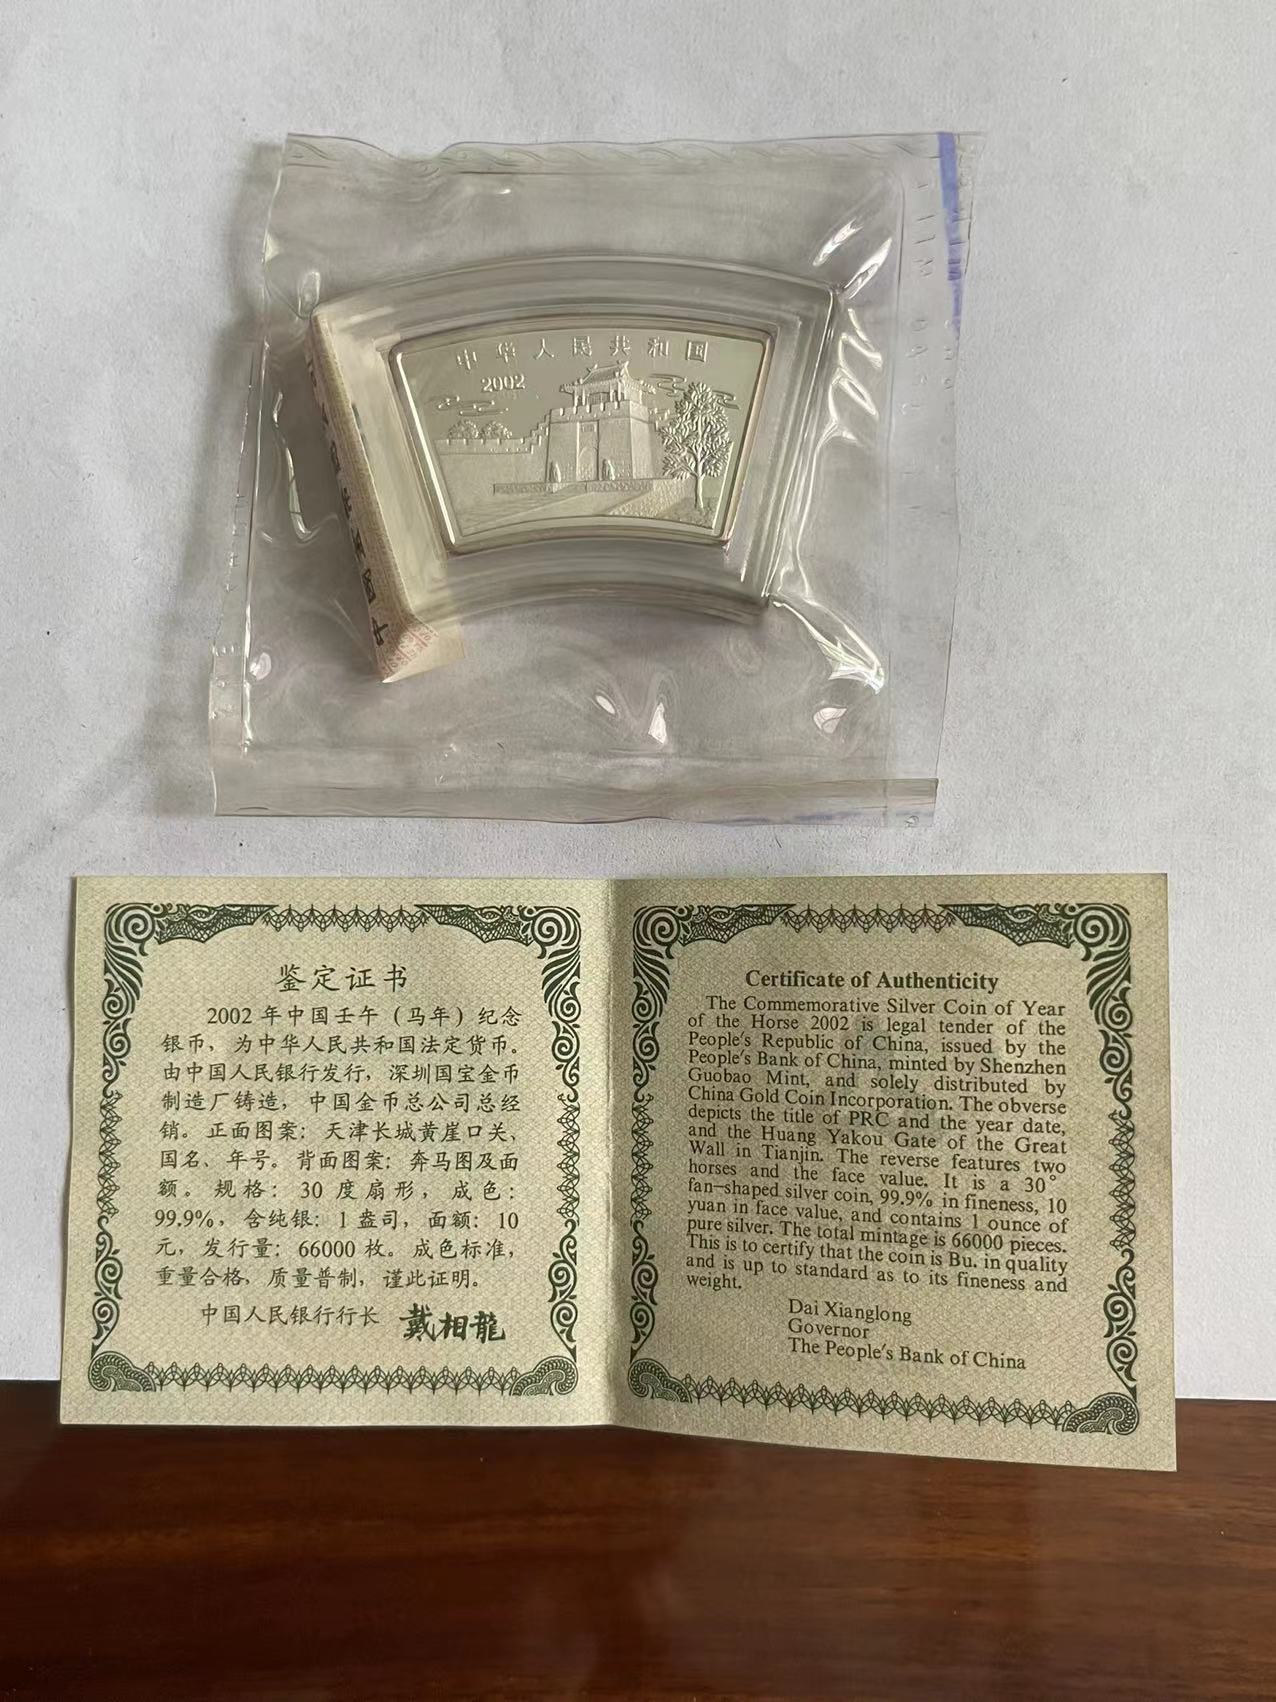 中华人民共和国
2002
鉴定证书
2002 年中国壬午（马年）纪念
银币，为中华人民共和国法定货币。
由中国人民银行发行，深圳国宝金币
制造厂铸造，中国金币总公司总经
销。正面图案：天津长城黄崖口关、
国名、年号。背面图案：奔马图及面
额。规格：30 度扇形，成色：
99.9%，含纯银：1 盎司，面额：10
元，发行量：66000 枚。成色标准，
重量合格，质量普制，谨此证明。
中国人民银行行长 戴相龍
Certificate of Authenticity
The Commemorative Silver Coin of Year
of the Horse 2002 is legal tender of the
People's Republic of China, issued by the
People's Bank of China, minted by Shenzhen
Guobao Mint, and solely distributed by
China Gold Coin Incorporation. The obverse
depicts the title of PRC and the year date,
and the Huang Yakou Gate of the Great
Wall in Tianjin. The reverse features two
horses and the face value. It is a 30°
fan-shaped silver coin, 99.9% in fineness, 10
yuan in face value, and contains 1 ounce of
pure silver. The total mintage is 66000 pieces.
This is to certify that the coin is Bu. in quality
and is up to standard as to its fineness and
weight.
Dai Xianglong
Governor
The People's Bank of China